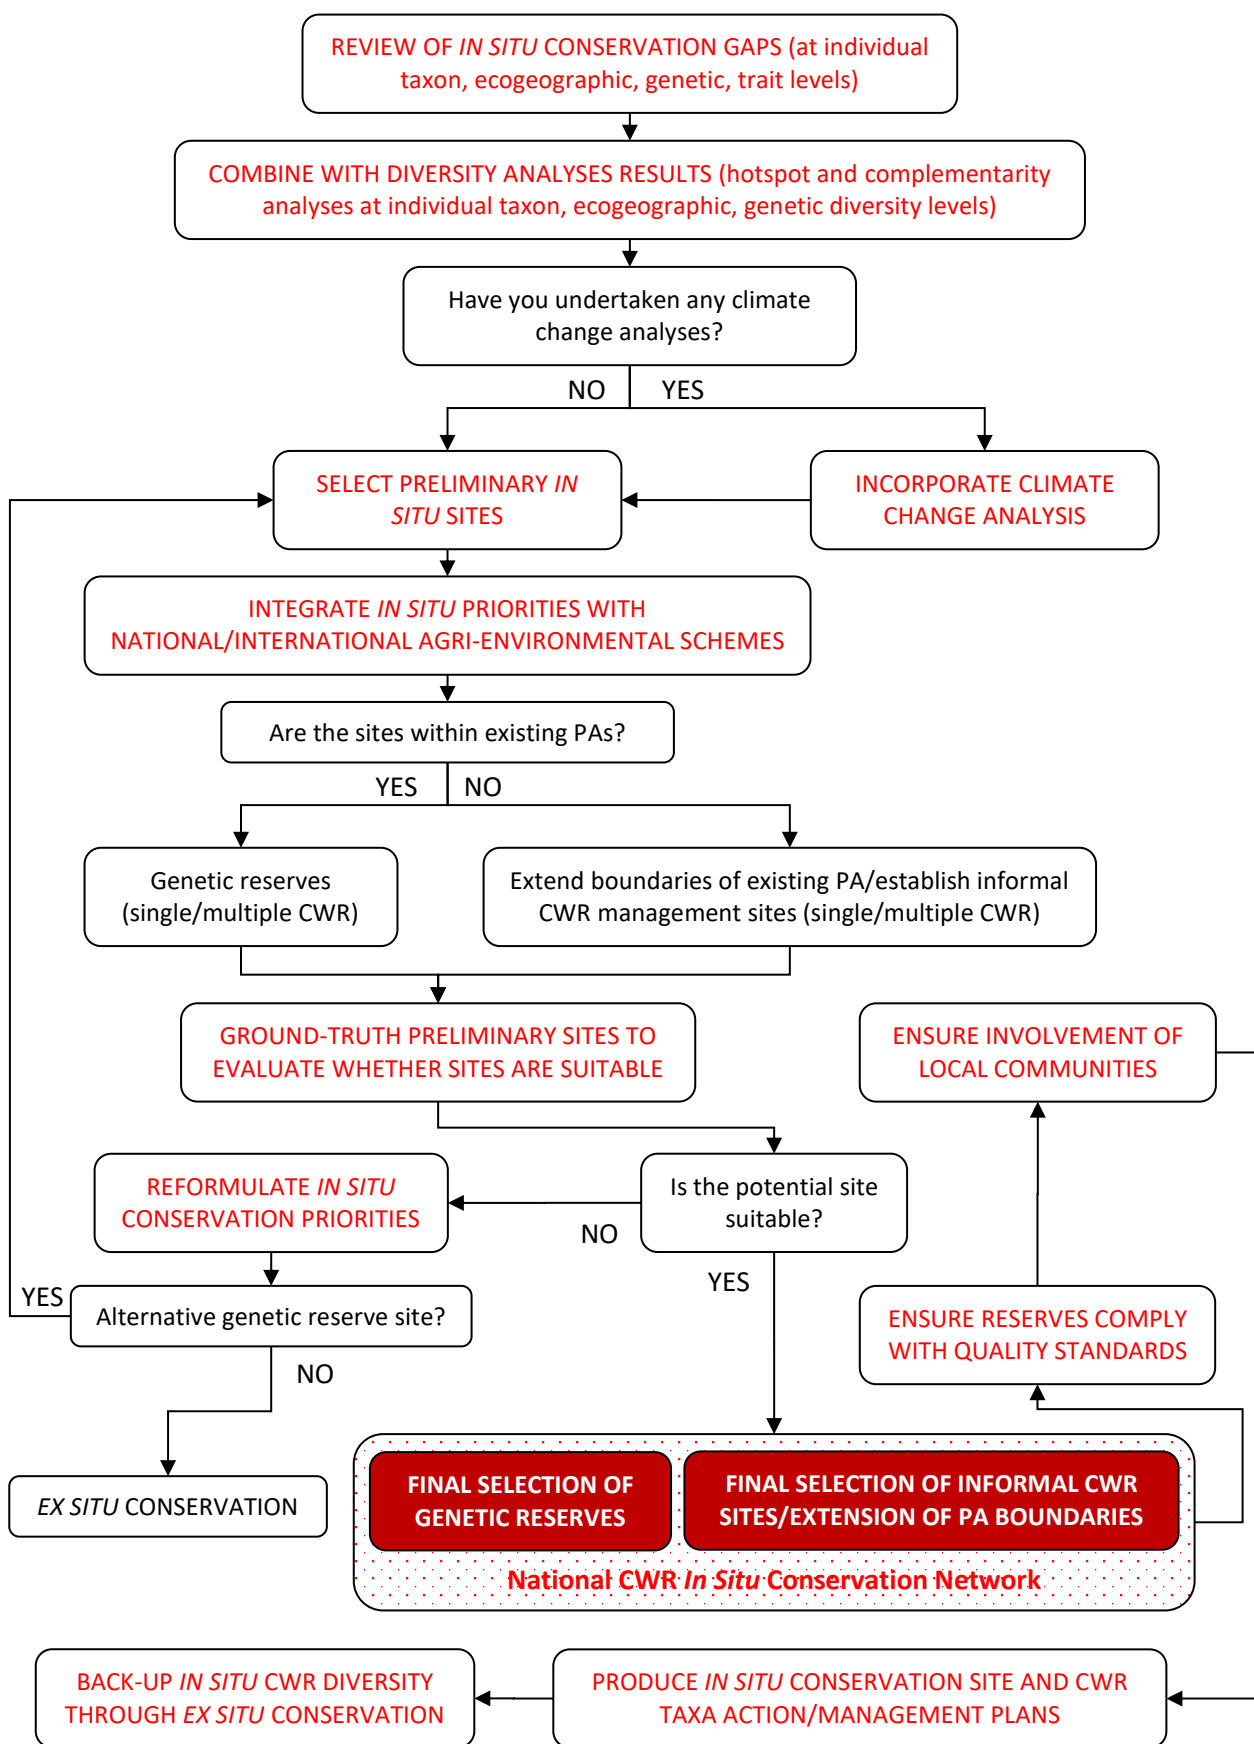 REVIEW OF IN SITU CONSERVATION GAPS (at individual
taxon, ecogeographic, genetic, trait levels)
COMBINE WITH DIVERSITY ANALYSES RESULTS (hotspot and complementarity
analyses at individual taxon, ecogeographic, genetic diversity levels)
Have you undertaken any climate
change analyses?
NO
YES
SELECT PRELIMINARY IN
SITU SITES
INCORPORATE CLIMATE
CHANGE ANALYSIS
INTEGRATE IN SITU PRIORITIES WITH
NATIONAL/INTERNATIONAL AGRI-ENVIRONMENTAL SCHEMES
Are the sites within existing PAs?
YES
NO
Genetic reserves
(single/multiple CWR)
Extend boundaries of existing PA/establish informal
CWR management sites (single/multiple CWR)
GROUND-TRUTH PRELIMINARY SITES TO
EVALUATE WHETHER SITES ARE SUITABLE
ENSURE INVOLVEMENT OF
LOCAL COMMUNITIES
REFORMULATE IN SITU
CONSERVATION PRIORITIES
Is the potential site
suitable?
NO
YES
YES
Alternative genetic reserve site?
NO
ENSURE RESERVES COMPLY
WITH QUALITY STANDARDS
EX SITU CONSERVATION
FINAL SELECTION OF
GENETIC RESERVES
FINAL SELECTION OF INFORMAL CWR
SITES/EXTENSION OF PA BOUNDARIES
National CWR In Situ Conservation Network
BACK-UP IN SITU CWR DIVERSITY
THROUGH EX SITU CONSERVATION
PRODUCE IN SITU CONSERVATION SITE AND CWR
TAXA ACTION/MANAGEMENT PLANS